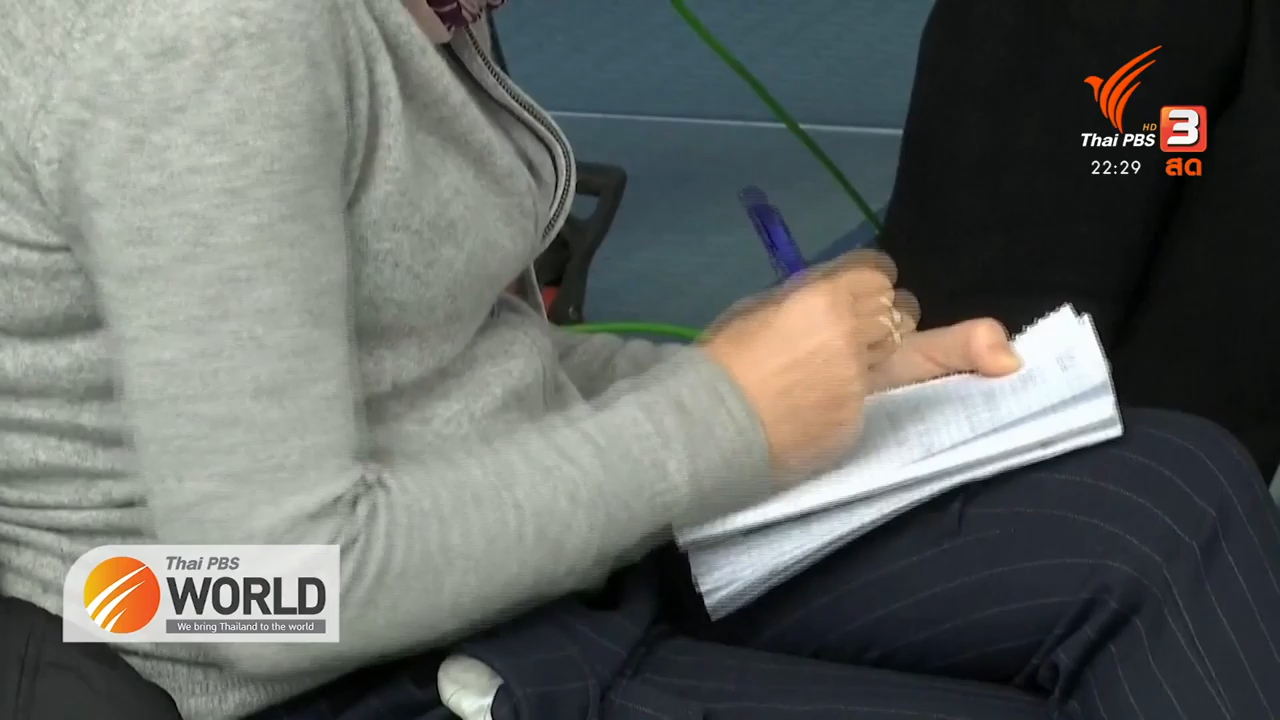 HD
Thai PBS 3
22:29 สด
Thai PBS
WORLD
We bring Thailand to the world